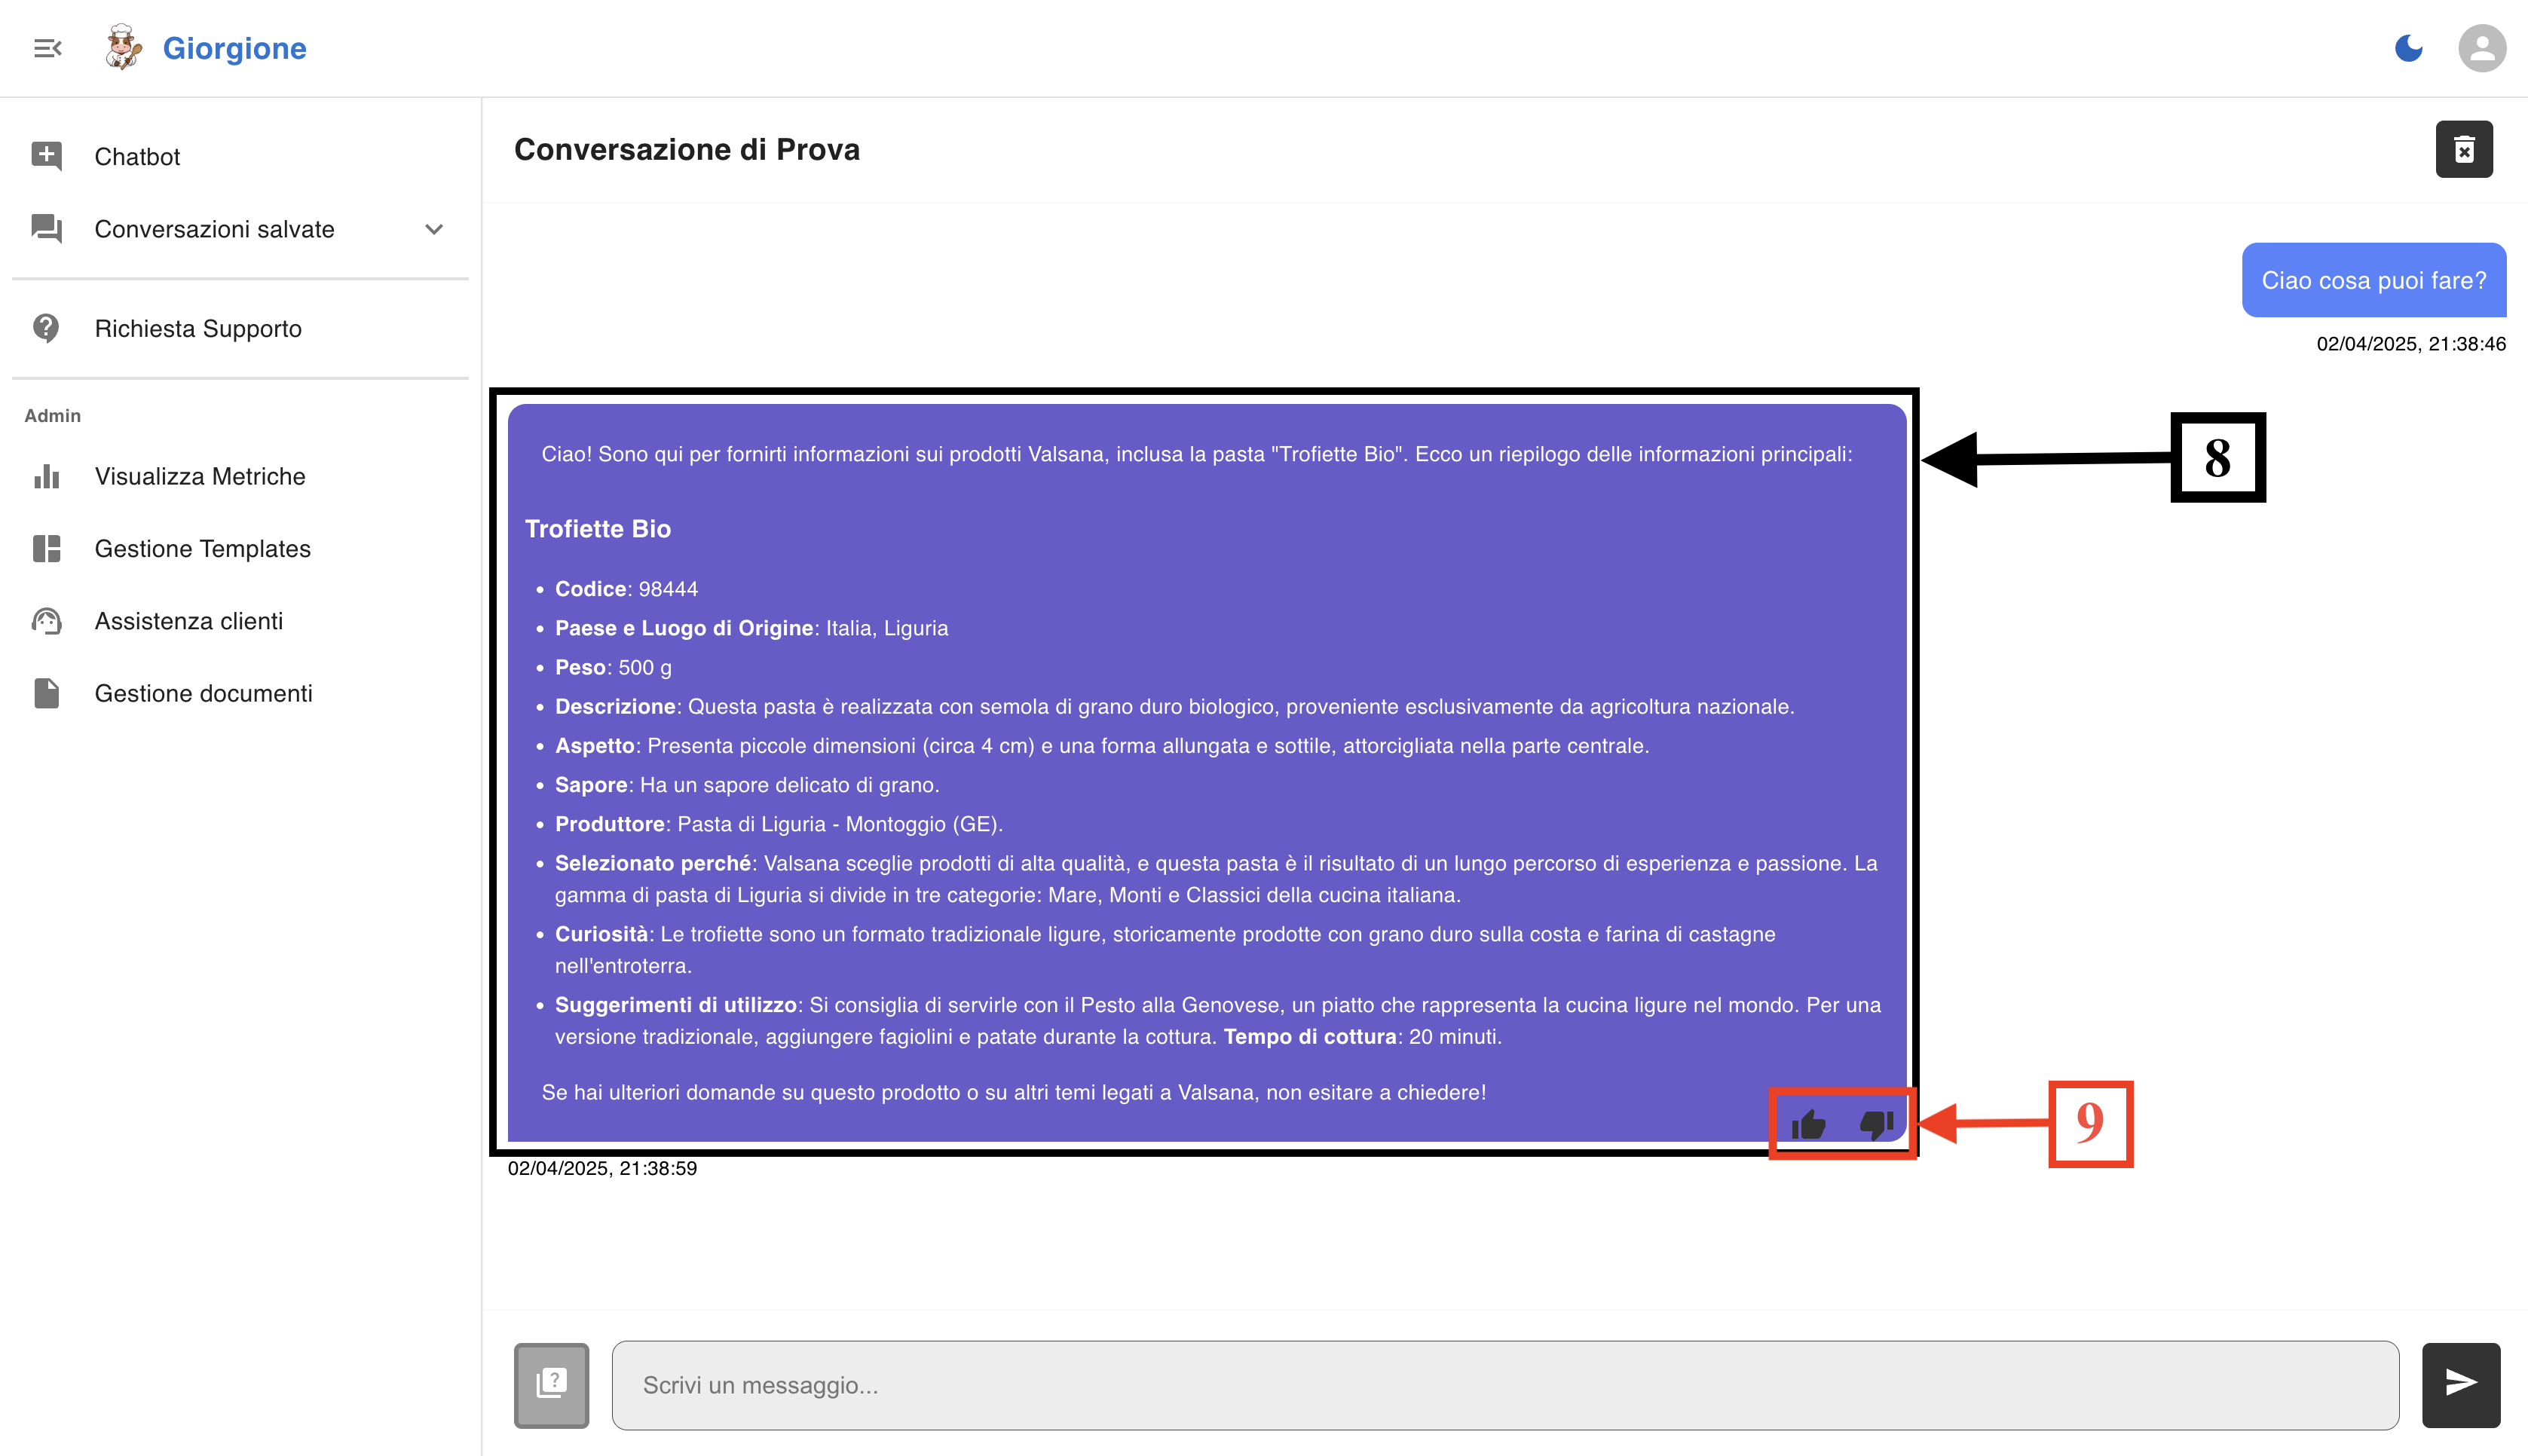 Giorgione
Chatbot
Conversazioni salvate
Richiesta Supporto
Admin
Visualizza Metriche
Gestione Templates
Assistenza clienti
Gestione documenti
Conversazione di Prova
Ciao cosa puoi fare?
02/04/2025, 21:38:46
Ciao! Sono qui per fornirti informazioni sui prodotti Valsana, inclusa la pasta "Trofiette Bio". Ecco un riepilogo delle informazioni principali:
8
Trofiette Bio
• Codice: 98444
• Paese e Luogo di Origine: Italia, Liguria
• Peso: 500 g
• Descrizione: Questa pasta è realizzata con semola di grano duro biologico, proveniente esclusivamente da agricoltura nazionale.
• Aspetto: Presenta piccole dimensioni (circa 4 cm) e una forma allungata e sottile, attorcigliata nella parte centrale.
• Sapore: Ha un sapore delicato di grano.
• Produttore: Pasta di Liguria - Montoggio (GE).
• Selezionato perché: Valsana sceglie prodotti di alta qualità, e questa pasta è il risultato di un lungo percorso di esperienza e passione. La
gamma di pasta di Liguria si divide in tre categorie: Mare, Monti e Classici della cucina italiana.
• Curiosità: Le trofiette sono un formato tradizionale ligure, storicamente prodotte con grano duro sulla costa e farina di castagne
nell'entroterra.
• Suggerimenti di utilizzo: Si consiglia di servirle con il Pesto alla Genovese, un piatto che rappresenta la cucina ligure nel mondo. Per una
versione tradizionale, aggiungere fagiolini e patate durante la cottura. Tempo di cottura: 20 minuti.
Se hai ulteriori domande su questo prodotto o su altri temi legati a Valsana, non esitare a chiedere!
9
02/04/2025, 21:38:59
Scrivi un messaggio...